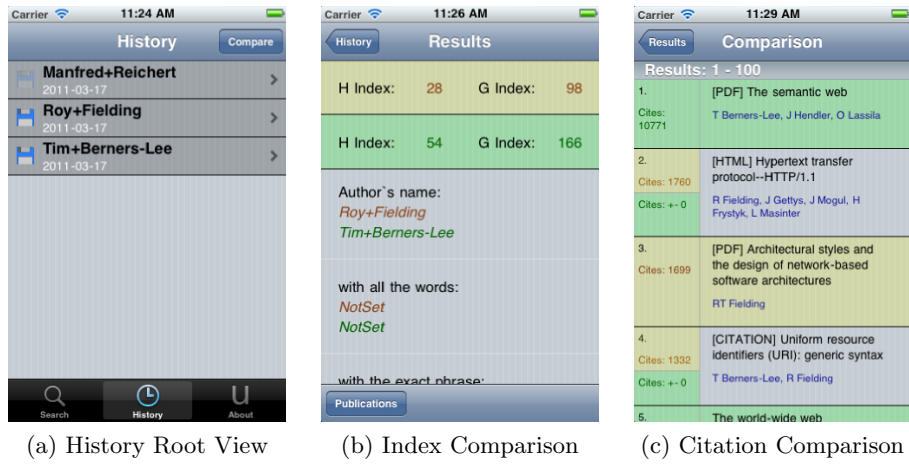 Carrier 11:24 AM
History Compare
Manfred+Reichert
2011-03-17
Roy+Fielding
2011-03-17
Tim+Berners-Lee
2011-03-17
Search History About
(a) History Root View
Carrier 11:26 AM
History Results
H Index: 28 G Index: 98
H Index: 54 G Index: 166
Author`s name:
Roy+Fielding
Tim+Berners-Lee
with all the words:
NotSet
NotSet
with the exact phrase:
Publications
(b) Index Comparison
Carrier 11:29 AM
Results Comparison
Results: 1 - 100
1.
Cites:
10771
[PDF] The semantic web
T Berners-Lee, J Hendler, O Lassila
2.
Cites: 1760
Cites: +- 0
[HTML] Hypertext transfer
protocol--HTTP/1.1
R Fielding, J Gettys, J Mogul, H
Frystyk, L Masinter
3.
Cites: 1699
[PDF] Architectural styles and
the design of network-based
software architectures
RT Fielding
4.
Cites: 1332
Cites: +- 0
[CITATION] Uniform resource
identifiers (URI): generic syntax
T Berners-Lee, R Fielding
5.
The world-wide web
(c) Citation Comparison